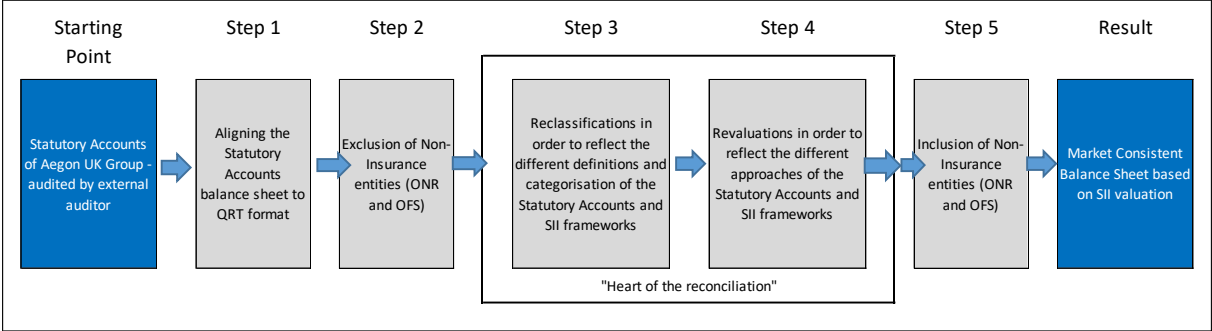 Starting
Point
Step 1
Step 2
Step 3
Step 4
Step 5
Result
Statutory Accounts
of Aegon UK Group -
audited by external
auditor
Aligning the
Statutory
Accounts
balance sheet to
QRT format
Exclusion of Non-
Insurance
entities (ONR
and OFS)
Reclassifications in
order to reflect the
different definitions and
categorisation of the
Statutory Accounts and
SII frameworks
Revaluations in order to
reflect the different
approaches of the
Statutory Accounts and
SII frameworks
Inclusion of Non-
Insurance
entities (ONR
and OFS)
Market Consistent
Balance Sheet based
on SII valuation
"Heart of the reconciliation"